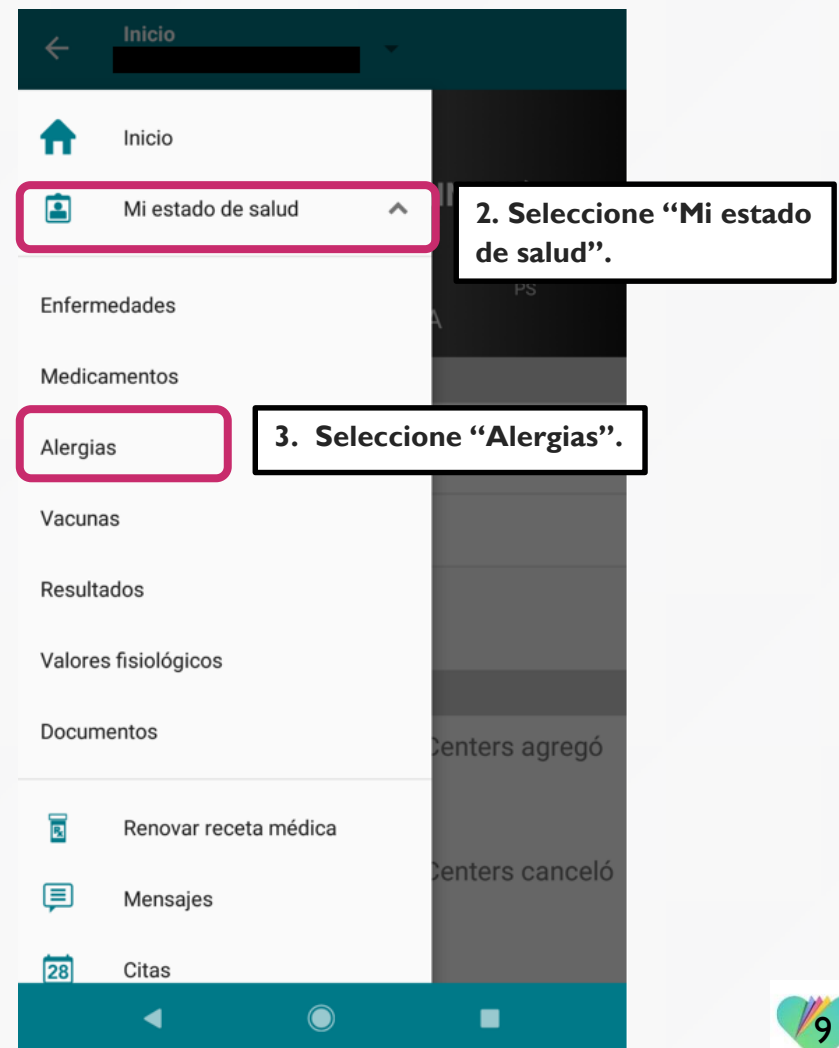 Inicio
Inicio
Mi estado de salud
2. Seleccione “Mi estado
de salud”.
PS
A
Enfermedades
Medicamentos
Alergias
3. Seleccione “Alergias”.
Vacunas
Resultados
Valores fisiológicos
Documentos
Centers agregó
Renovar receta médica
Centers canceló
Mensajes
28
Citas
9